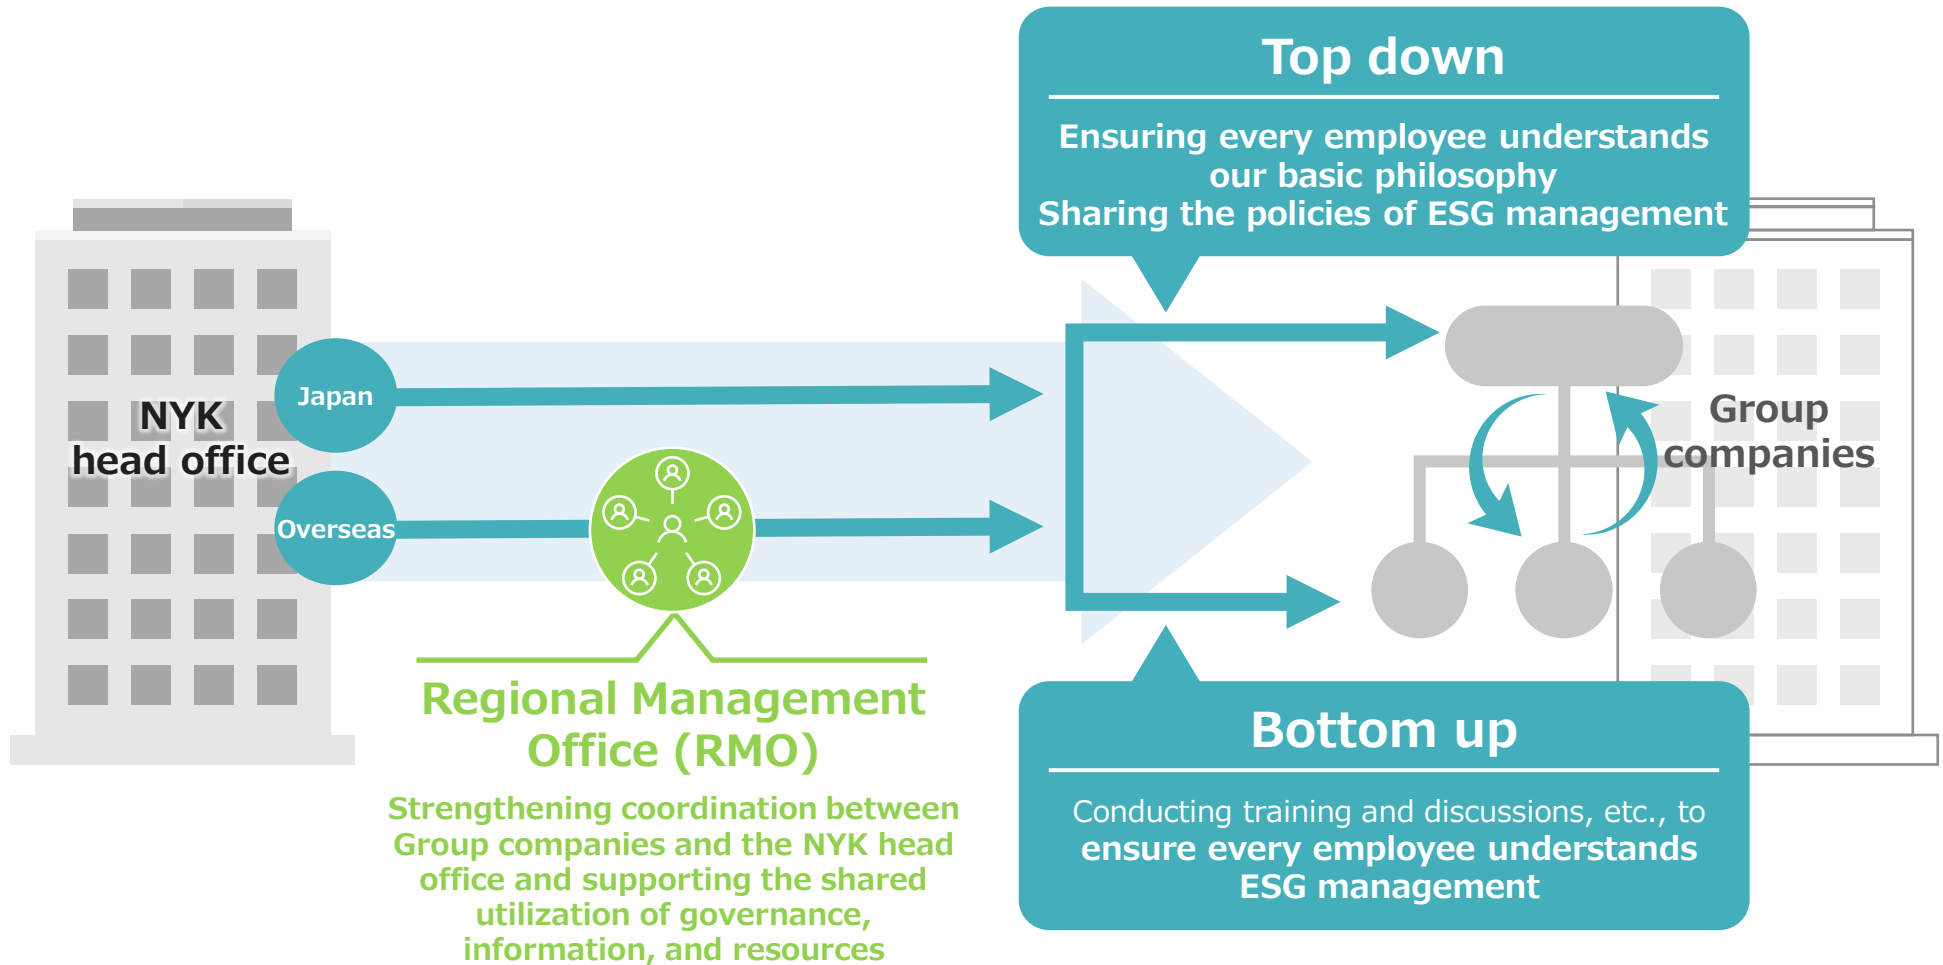 NYK
head office
Japan
Overseas
Regional Management
Office (RMO)
Strengthening coordination between
Group companies and the NYK head
office and supporting the shared
utilization of governance,
information, and resources
Top down
Ensuring every employee understands
our basic philosophy
Sharing the policies of ESG management
Group
companies
Bottom up
Conducting training and discussions, etc., to
ensure every employee understands
ESG management